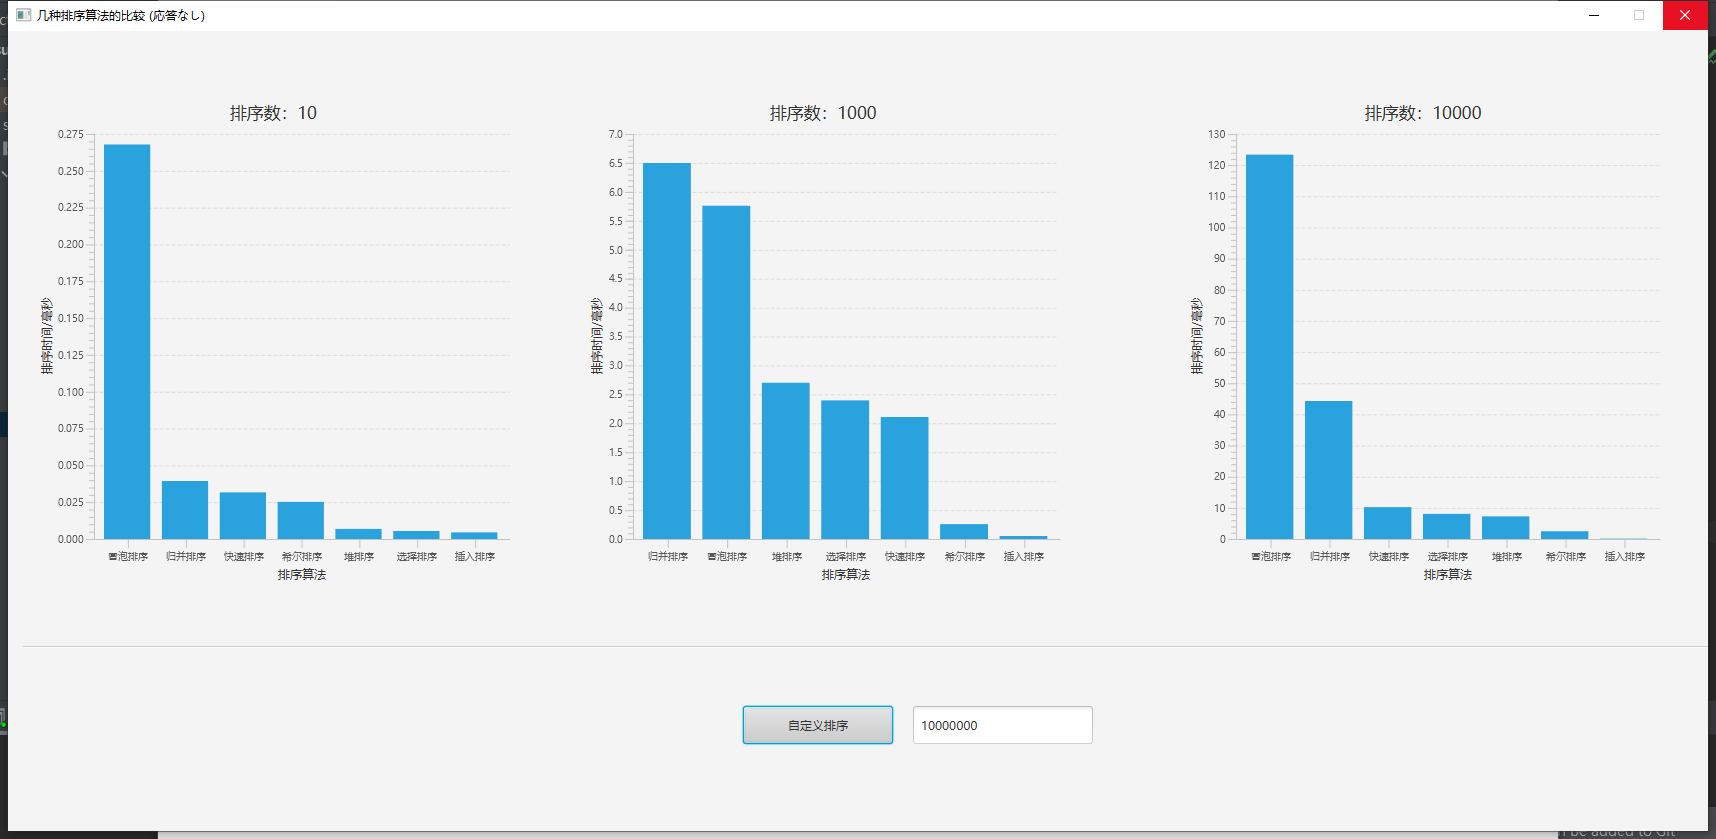 几种排序算法的比较 (応答なし)
排序数：10
0.275
0.250
0.225
0.200
0.175
0.150
0.125
0.100
0.075
0.050
0.025
0.000
排序时间/毫秒
冒泡排序 归并排序 快速排序 希尔排序 堆排序 选择排序 插入排序
排序算法
排序数：1000
7.0
6.5
6.0
5.5
5.0
4.5
4.0
3.5
3.0
2.5
2.0
1.5
1.0
0.5
0.0
排序时间/毫秒
归并排序 冒泡排序 堆排序 选择排序 快速排序 希尔排序 插入排序
排序算法
排序数：10000
130
120
110
100
90
80
70
60
50
40
30
20
10
0
排序时间/毫秒
冒泡排序 归并排序 快速排序 选择排序 堆排序 希尔排序 插入排序
排序算法
自定义排序
10000000
be added to Git